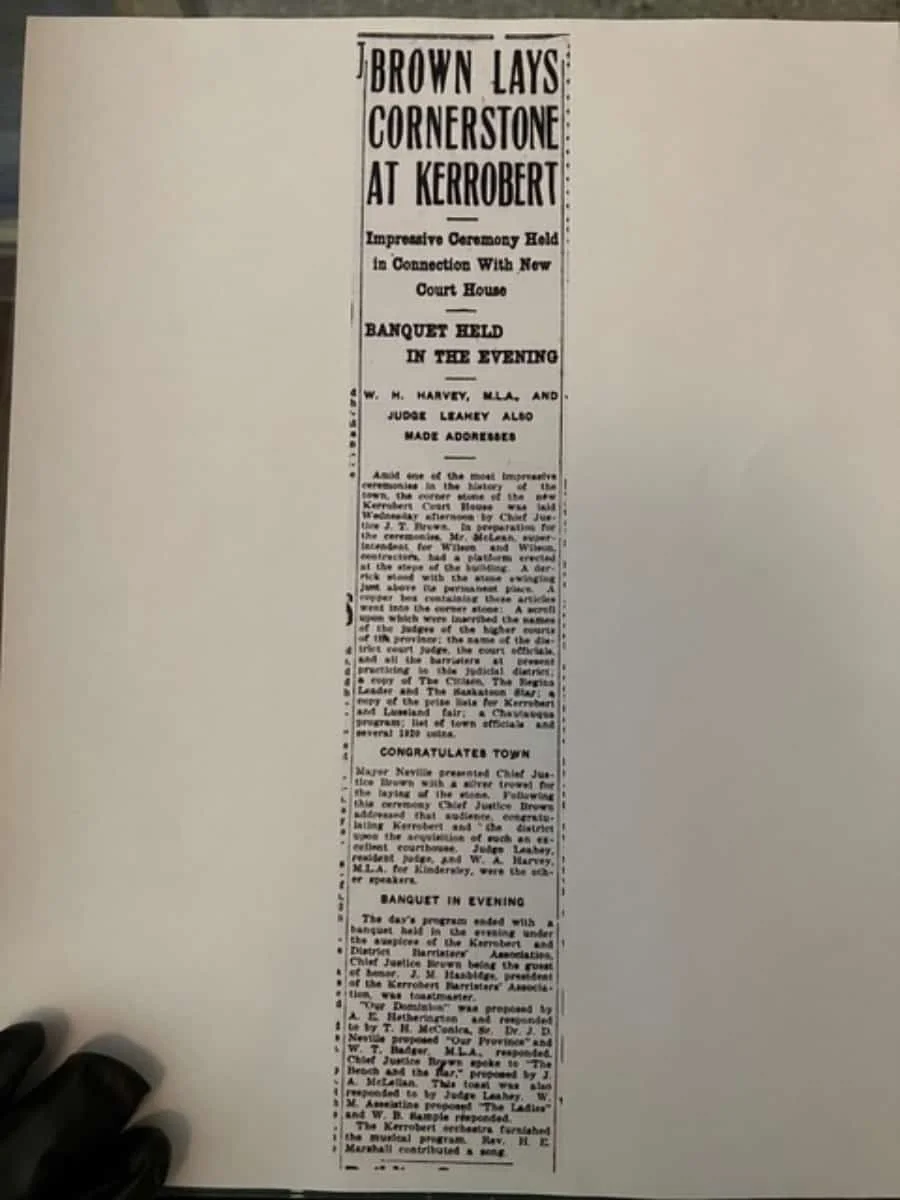 BROWN LAYS
CORNERSTONE
AT KERROBERT
Impressive Ceremony Held
in Connection With New
Court House
BANQUET HELD
IN THE EVENING
W. H. HARVEY, M.L.A., AND
JUDGE LEAHEY ALSO
MADE ADDRESSES
Amid one of the most impressive
ceremonies in the history of the
town, the corner stone of the new
Kerrobert Court House was laid
Wednesday afternoon by Chief Jus-
tice J. T. Brown. In preparation for
the ceremonies, Mr. McLean, super-
intendent for Wilson and Wilson,
contractors, had a platform erected
at the steps of the building. A der-
rick stood with the stone swinging
just above its permanent place. A
copper box containing these articles
went into the corner stone: A scroll
upon which were inscribed the names
of the judges of the higher courts
of the province; the name of the dis-
trict court judge, the court officials,
and all the barristers at present
practicing in this judicial district;
a copy of The Citizen, The Regina
Leader and The Saskatoon Star; a
copy of the prize lists for Kerrobert
and Luseland fair; a Chautauqua
program; list of town officials and
several 1920 coins.
CONGRATULATES TOWN
Mayor Neville presented Chief Jus-
tice Brown with a silver trowel for
the laying of the stone. Following
this ceremony Chief Justice Brown
addressed that audience, congratu-
lating Kerrobert and the district
upon the acquisition of such an ex-
cellent courthouse. Judge Leahey,
resident judge, and W. A. Harvey,
M.L.A. for Kindersley, were the oth-
er speakers.
BANQUET IN EVENING
The day's program ended with a
banquet held in the evening under
the auspices of the Kerrobert and
District Barristers' Association,
Chief Justice Brown being the guest
of honor. J. M. Hanbidge, president
of the Kerrobert Barristers' Associa-
tion, was toastmaster.
"Our Dominion" was proposed by
A. E. Hetherington and responded
to by T. H. McConica, Sr. Dr. J. D.
Neville proposed "Our Province" and
W. T. Badger, M.L.A., responded.
Chief Justice Brown spoke to "The
Bench and the Bar," proposed by J.
A. McLellan. This toast was also
responded to by Judge Leahey. W.
M. Asselstine proposed "The Ladies"
and W. B. Sample responded.
The Kerrobert orchestra furnished
the musical program. Rev. H. E.
Marshall contributed a song.